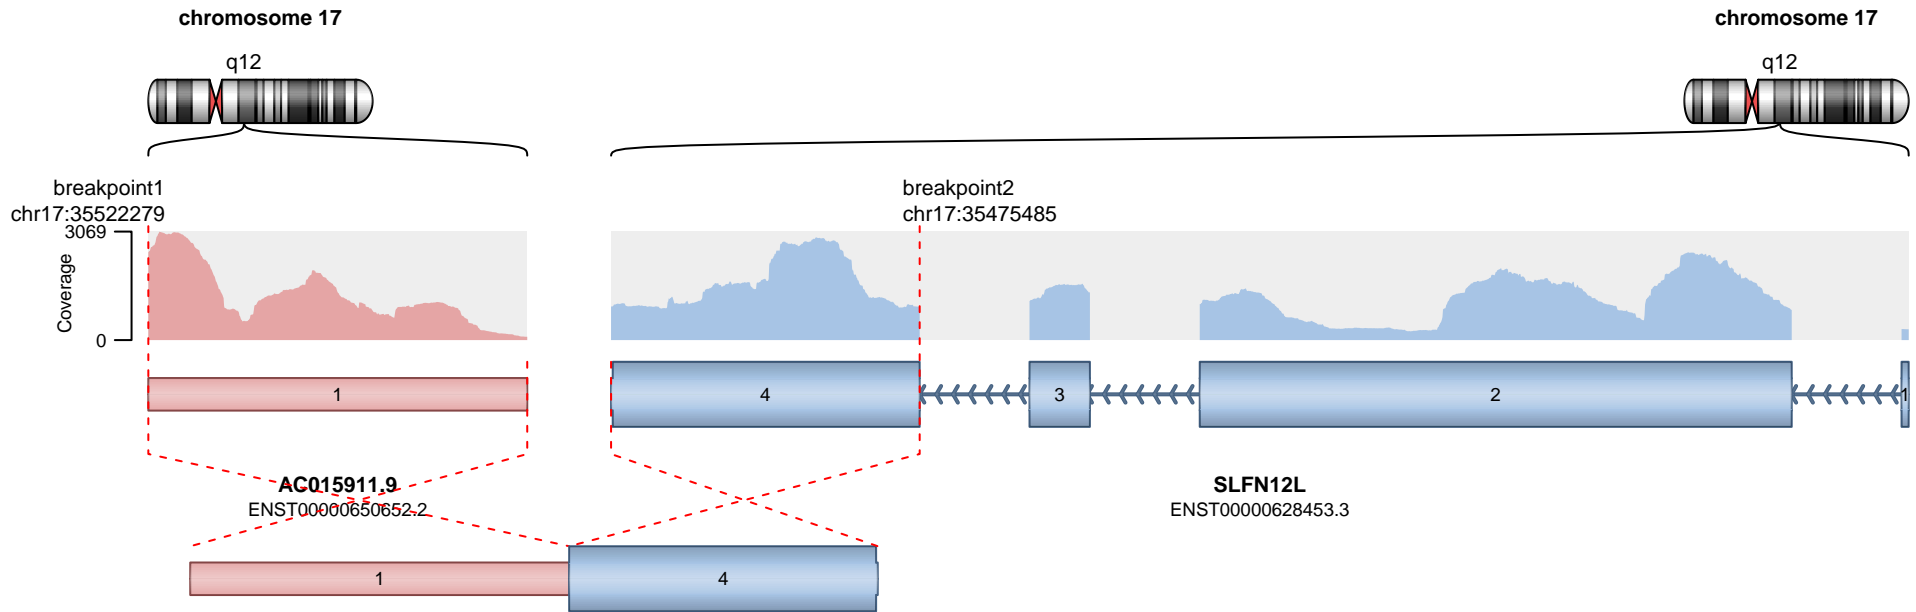 chromosome 17
chromosome 17
q12
q12
breakpoint1
chr17:35522279
breakpoint2
chr17:35475485
3069
Coverage
0
1
4
3
2
1
AC015911.9
ENST00000650652.2
SLFN12L
ENST00000628453.3
1
4